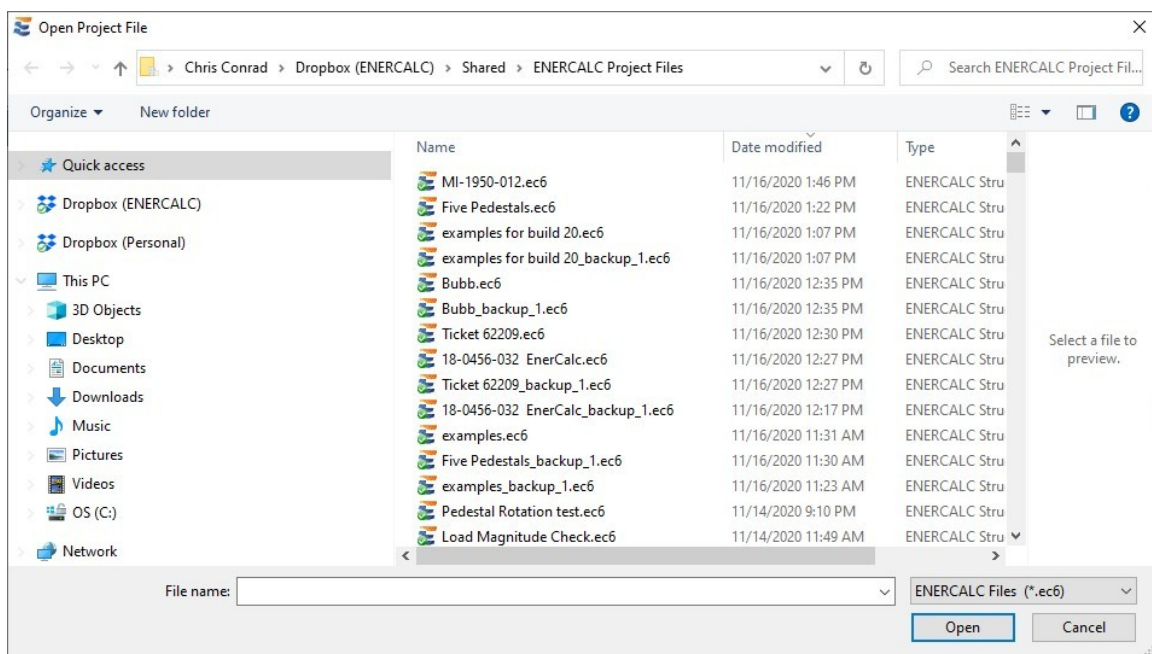 Open Project File
Chris Conrad > Dropbox (ENERCALC) > Shared > ENERCALC Project Files
Search ENERCALC Project Fil...
Organize
New folder
Quick access
Dropbox (ENERCALC)
Dropbox (Personal)
This PC
3D Objects
Desktop
Documents
Downloads
Music
Pictures
Videos
OS (C:)
Network
Name Date modified Type
MI-1950-012.ec6 11/16/2020 1:46 PM ENERCALC Stru
Five Pedestals.ec6 11/16/2020 1:22 PM ENERCALC Stru
examples for build 20.ec6 11/16/2020 1:07 PM ENERCALC Stru
examples for build 20_backup_1.ec6 11/16/2020 1:07 PM ENERCALC Stru
Bubb.ec6 11/16/2020 12:35 PM ENERCALC Stru
Bubb_backup_1.ec6 11/16/2020 12:35 PM ENERCALC Stru
Ticket 62209.ec6 11/16/2020 12:30 PM ENERCALC Stru
18-0456-032 EnerCalc.ec6 11/16/2020 12:27 PM ENERCALC Stru
Ticket 62209_backup_1.ec6 11/16/2020 12:27 PM ENERCALC Stru
18-0456-032 EnerCalc_backup_1.ec6 11/16/2020 12:17 PM ENERCALC Stru
examples.ec6 11/16/2020 11:31 AM ENERCALC Stru
Five Pedestals_backup_1.ec6 11/16/2020 11:30 AM ENERCALC Stru
examples_backup_1.ec6 11/16/2020 11:23 AM ENERCALC Stru
Pedestal Rotation test.ec6 11/14/2020 9:10 PM ENERCALC Stru
Load Magnitude Check.ec6 11/14/2020 11:49 AM ENERCALC Stru
Select a file to
preview.
File name:
ENERCALC Files (*.ec6)
Open
Cancel